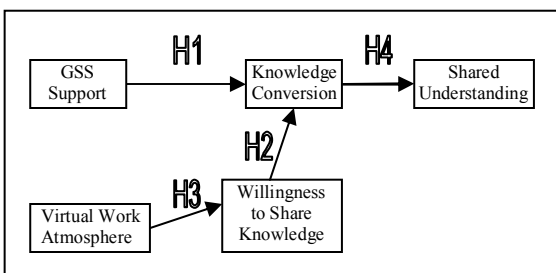 H1
H4
GSS
Support
Knowledge
Conversion
Shared
Understanding
H2
H3
Virtual Work
Atmosphere
Willingness
to Share
Knowledge